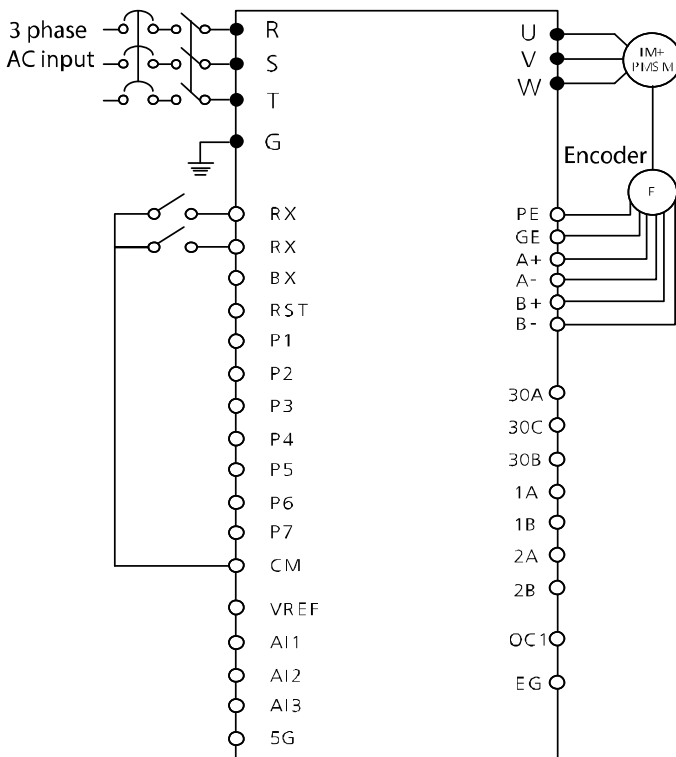 3 phase
AC input
R
S
T
G
RX
RX
BX
RST
P1
P2
P3
P4
P5
P6
P7
CM
VREF
AI1
AI2
AI3
5G
U
V
W
IM+
PMSM
Encoder
PE
GE
A+
A-
B+
B-
30A
30C
30B
1A
1B
2A
2B
OC1
EG